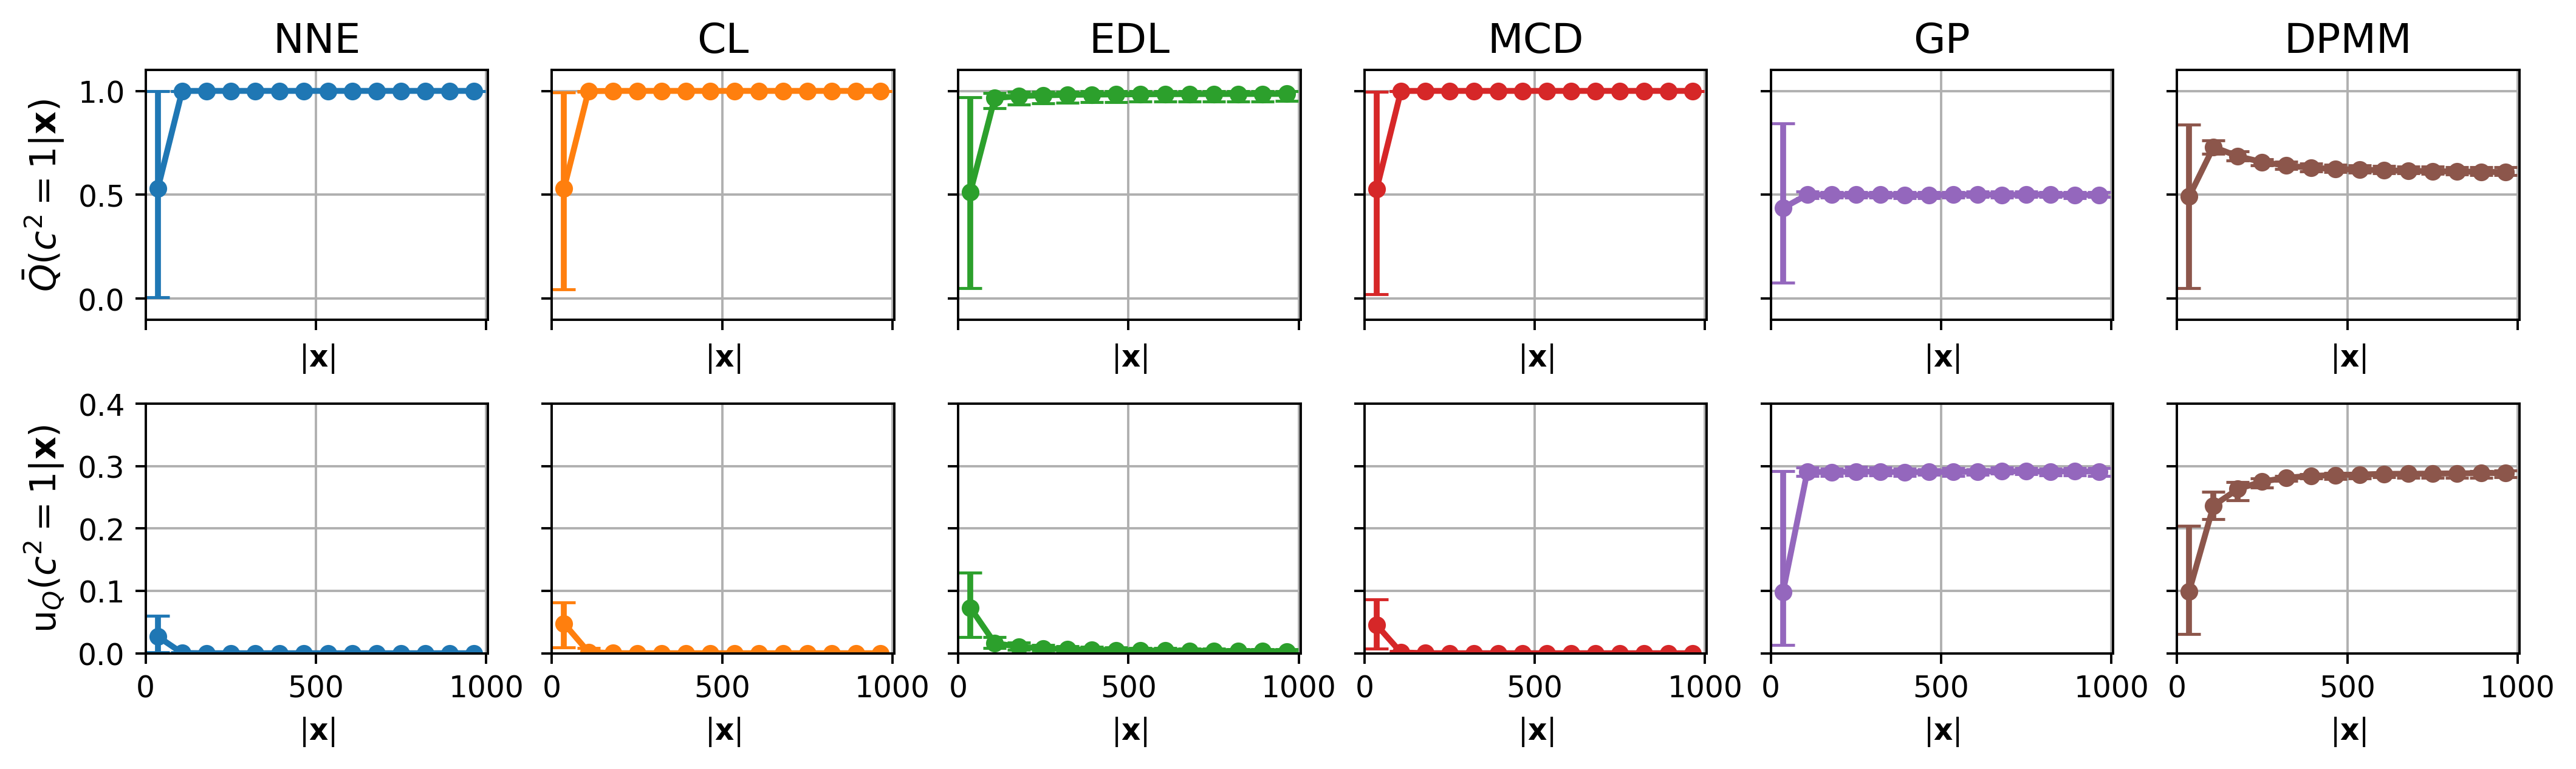 NNE CL EDL MCD GP DPMM
Q̄(c² = 1|x)
1.0
0.5
0.0
|x| |x| |x| |x| |x| |x|
u_Q(c² = 1|x)
0.4
0.3
0.2
0.1
0.0
0 500 1000 0 500 1000 0 500 1000 0 500 1000 0 500 1000 0 500 1000
|x| |x| |x| |x| |x| |x|